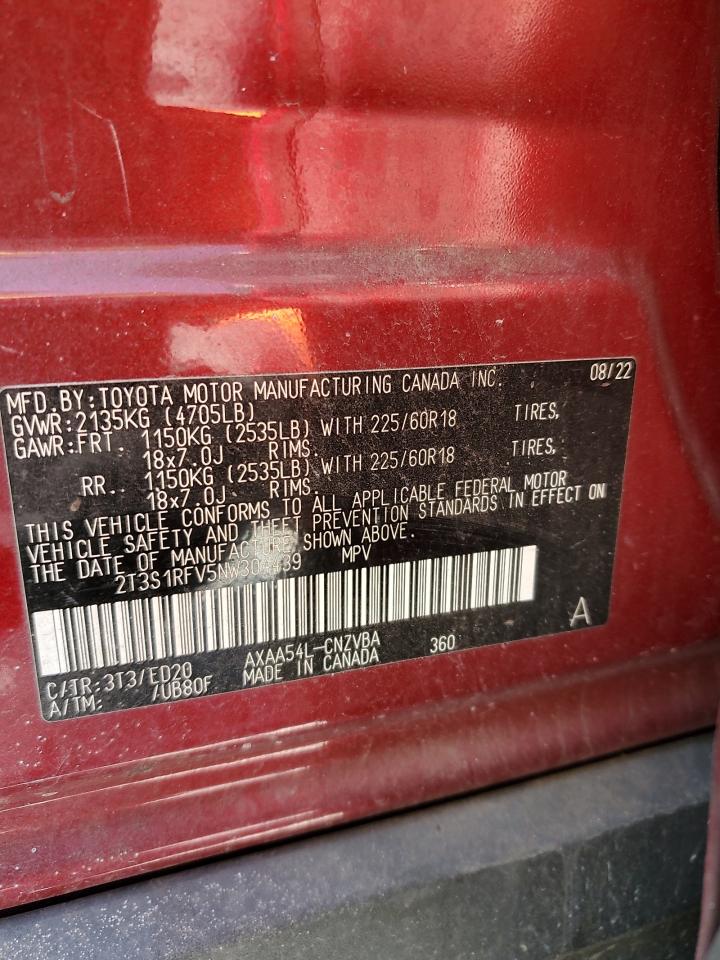 MFD.BY:TOYOTA MOTOR MANUFACTURING CANADA INC. 08/22
GVWR:2135KG (4705LB)
GAWR:FRT. 1150KG (2535LB) WITH 225/60R18 TIRES,
18x7.0J RIMS.
RR.. 1150KG (2535LB) WITH 225/60R18 TIRES,
18x7.0J RIMS.
THIS VEHICLE CONFORMS TO ALL APPLICABLE FEDERAL MOTOR
VEHICLE SAFETY AND THEFT PREVENTION STANDARDS IN EFFECT ON
THE DATE OF MANUFACTURE SHOWN ABOVE.
MPV
A
C/TR:3T3/ED20 AXAA54L-CNZVBA 360
A/TM: /UB80F MADE IN CANADA